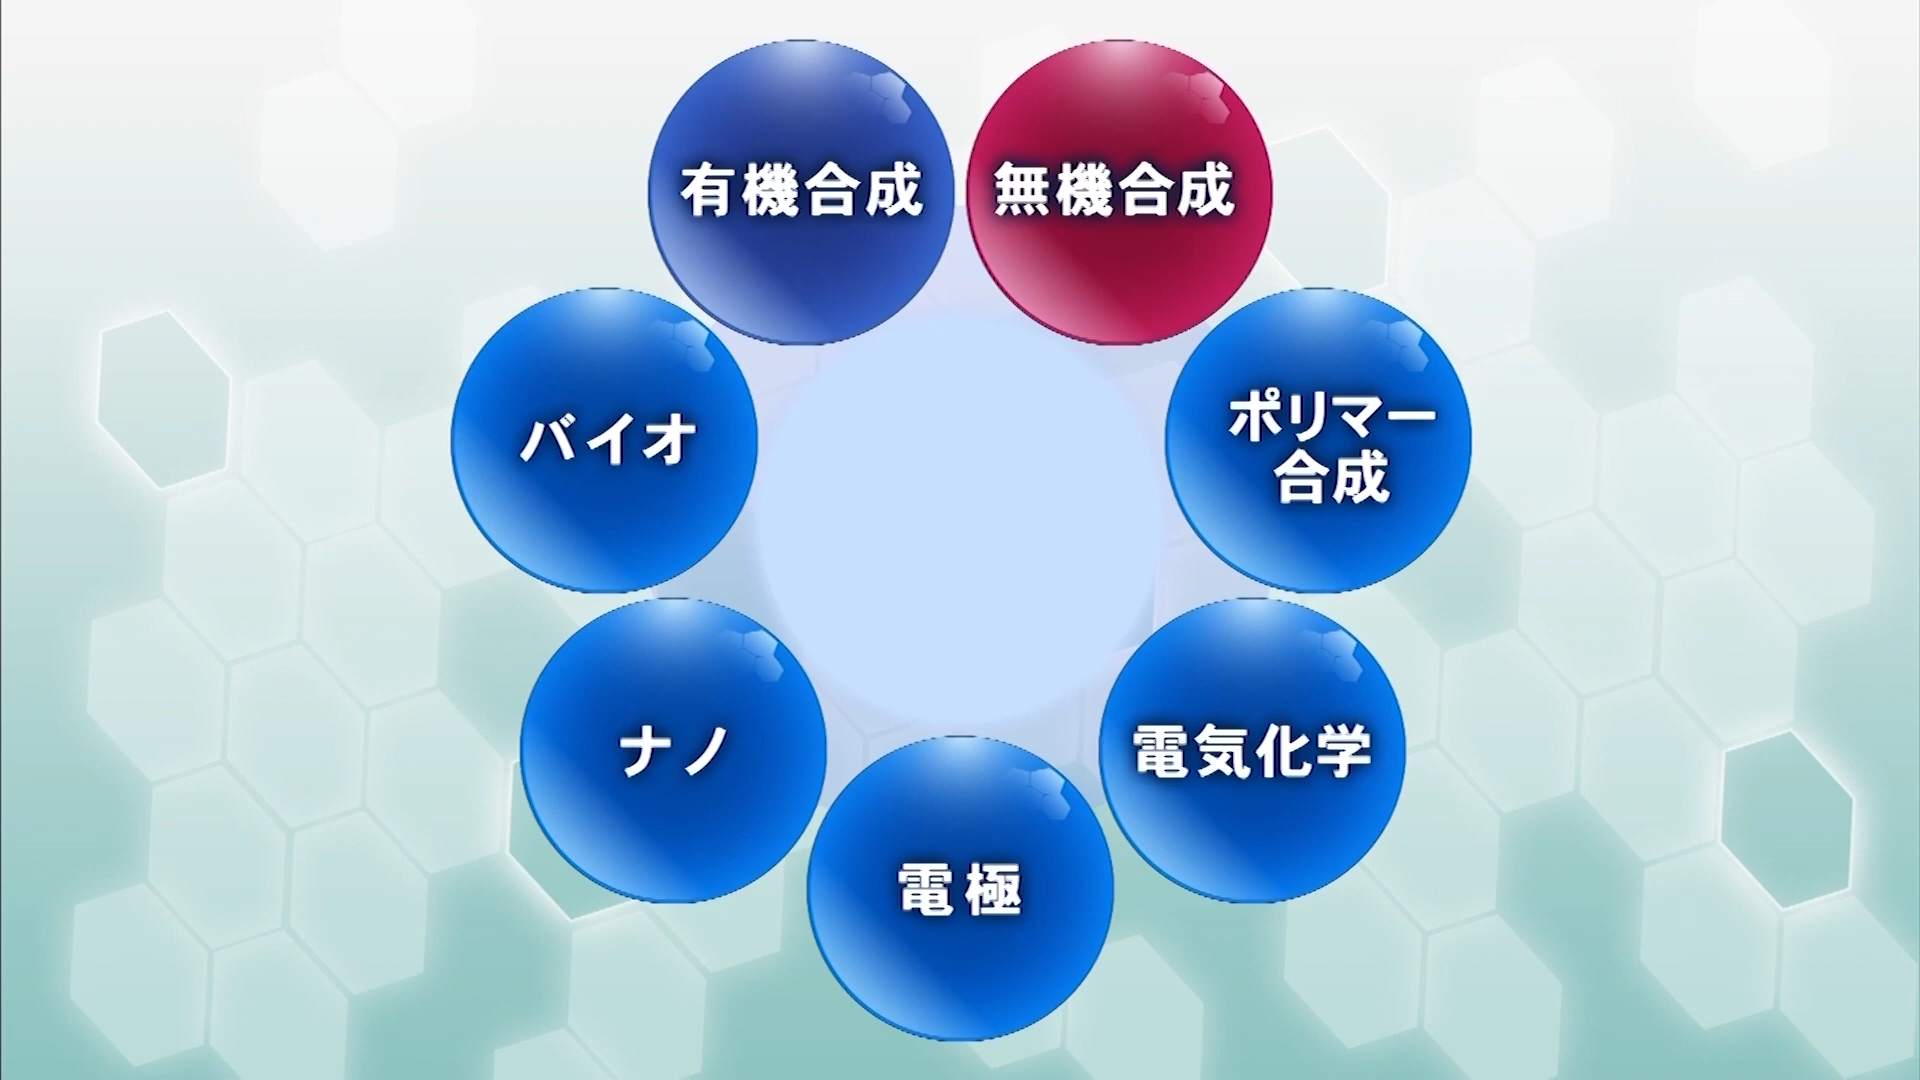 有機合成
無機合成
バイオ
ポリマー
合成
ナノ
電気化学
電極